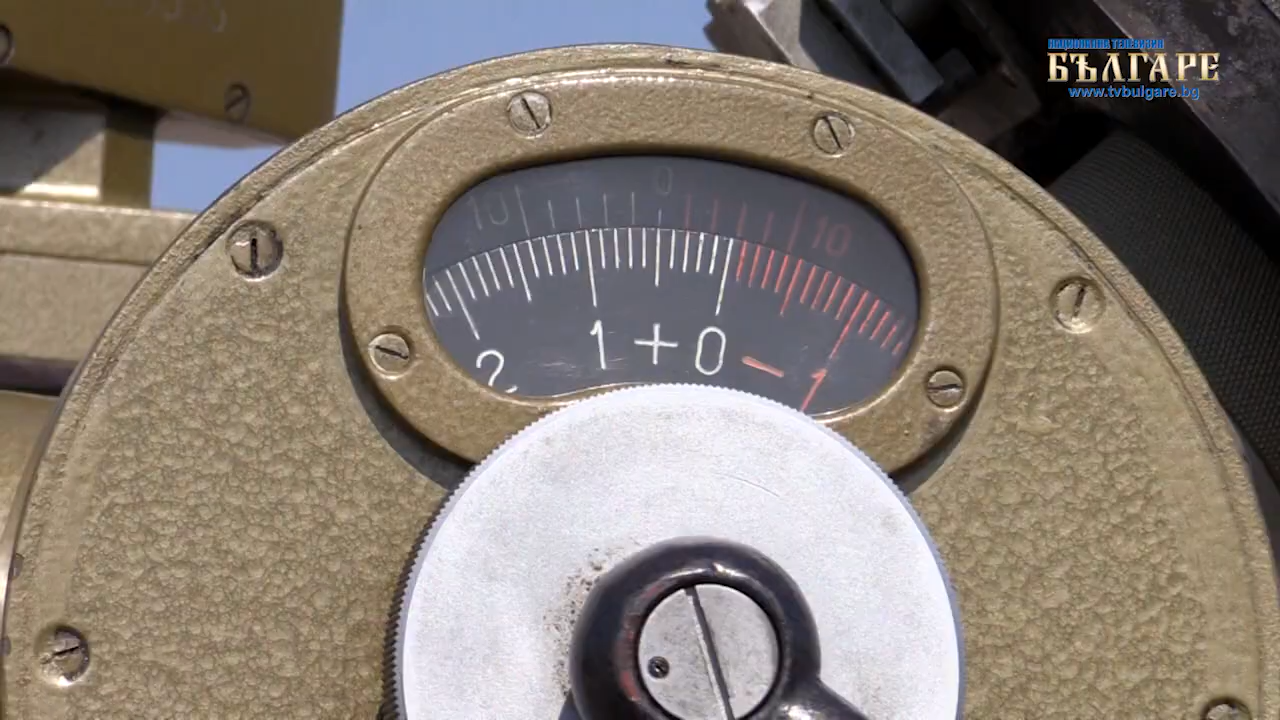 НАЦИОНАЛНА ТЕЛЕВИЗИЯ
БЪЛГАРЕ
www.tvbulgare.bg
10 0 10
2 1 + 0 - 1